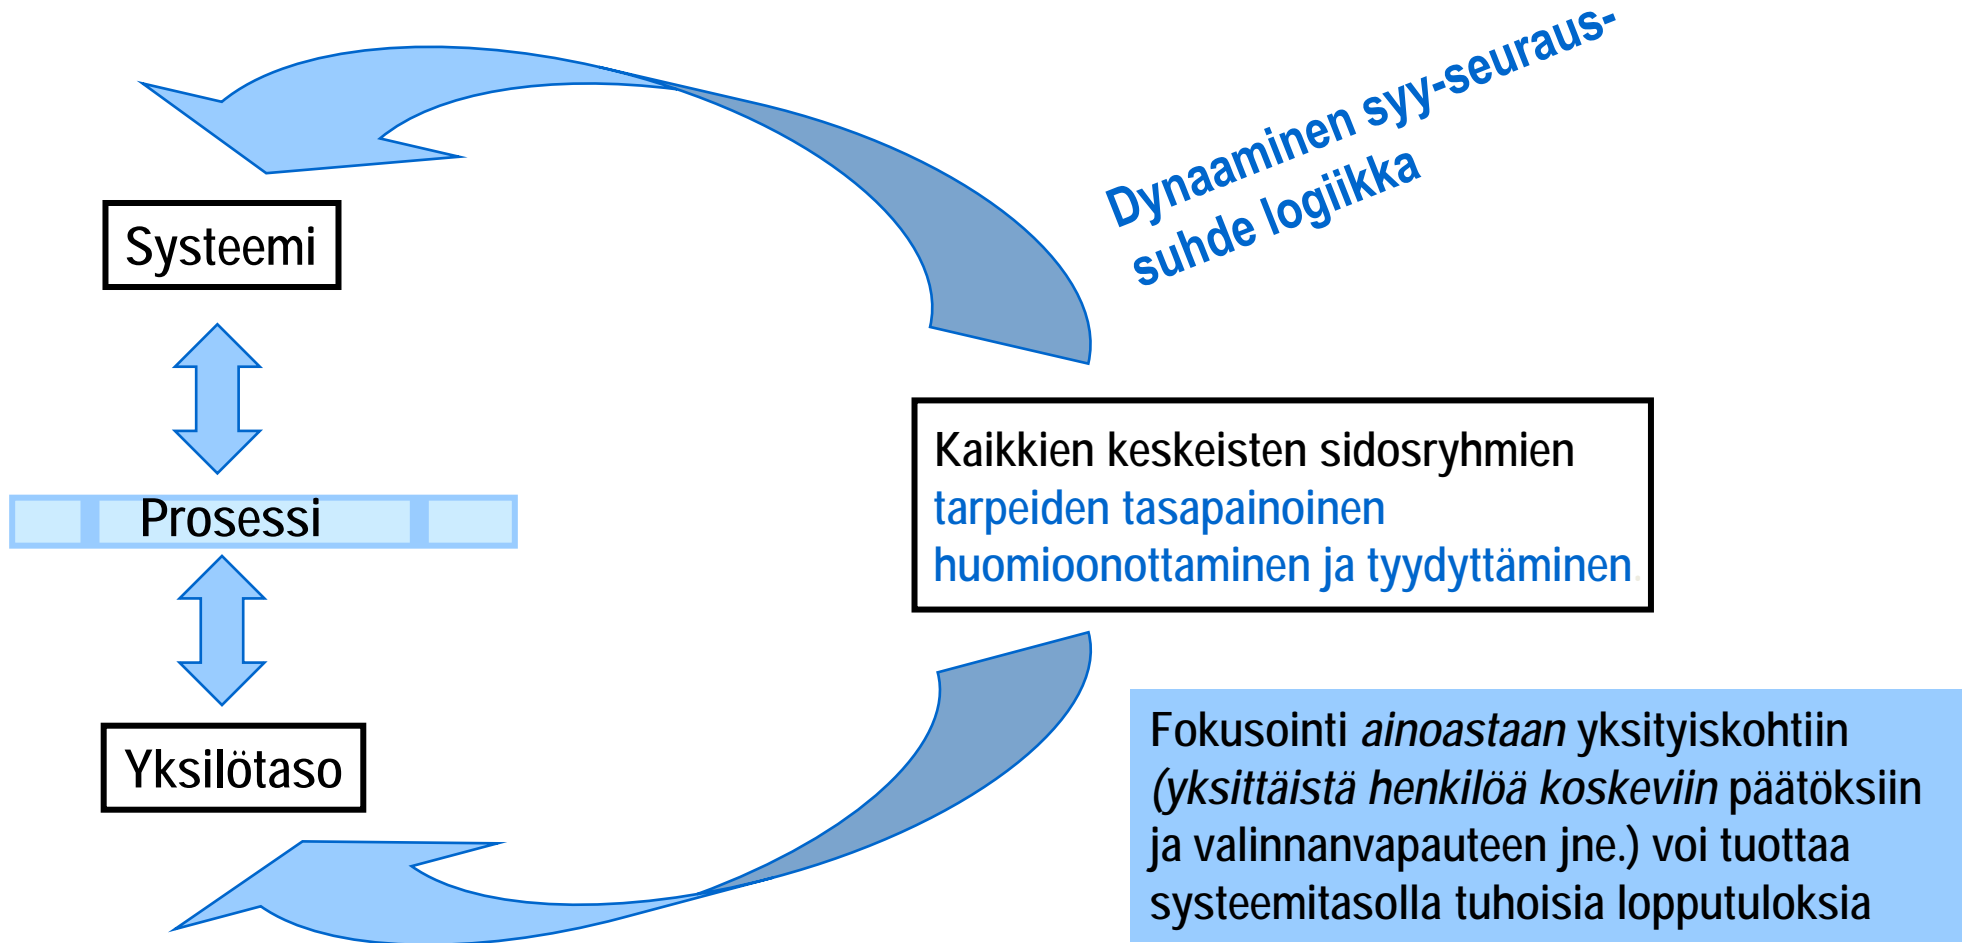 Dynaaminen syy-seuraus-
suhde logiikka
Systeemi
Kaikkien keskeisten sidosryhmien
tarpeiden tasapainoinen
huomioonottaminen ja tyydyttäminen.
Prosessi
Yksilötaso
Fokusointi ainoastaan yksityiskohtiin
(yksittäistä henkilöä koskeviin päätöksiin
ja valinnanvapauteen jne.) voi tuottaa
systeemitasolla tuhoisia lopputuloksia